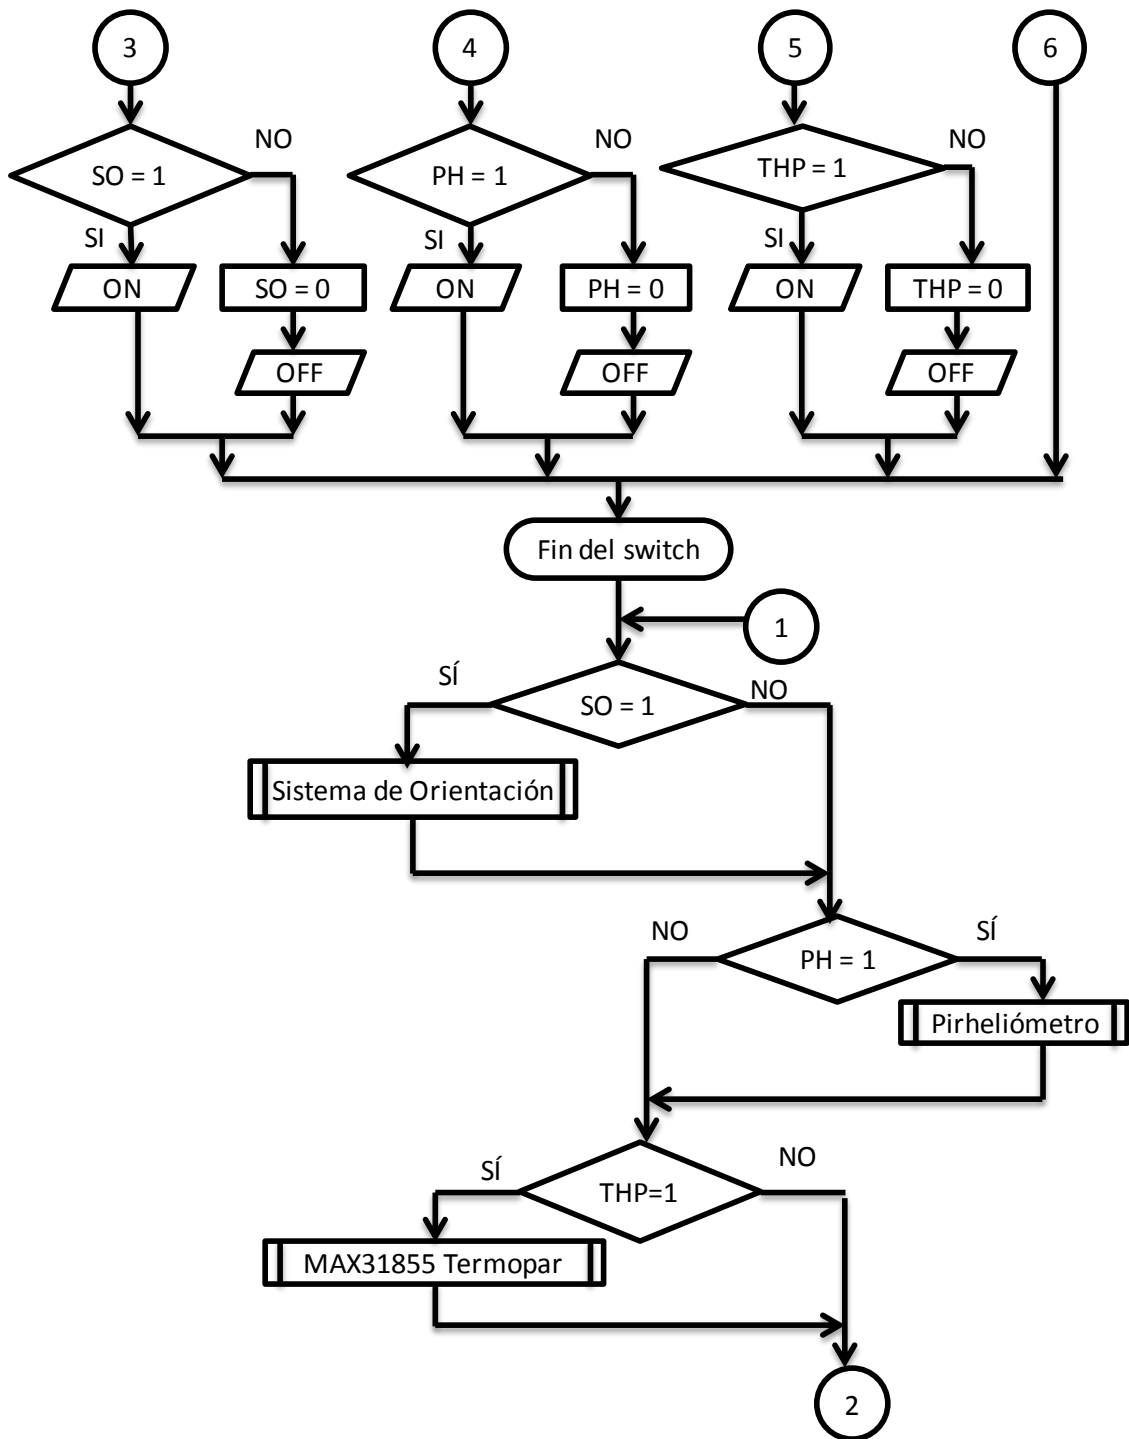 3
4
5
6
SO = 1
NO
PH = 1
NO
THP = 1
NO
SI
SI
SI
ON
SO = 0
ON
PH = 0
ON
THP = 0
OFF
OFF
OFF
Fin del switch
1
SÍ
SO = 1
NO
Sistema de Orientación
NO
PH = 1
SÍ
Pirheliómetro
SÍ
THP=1
NO
MAX31855 Termopar
2